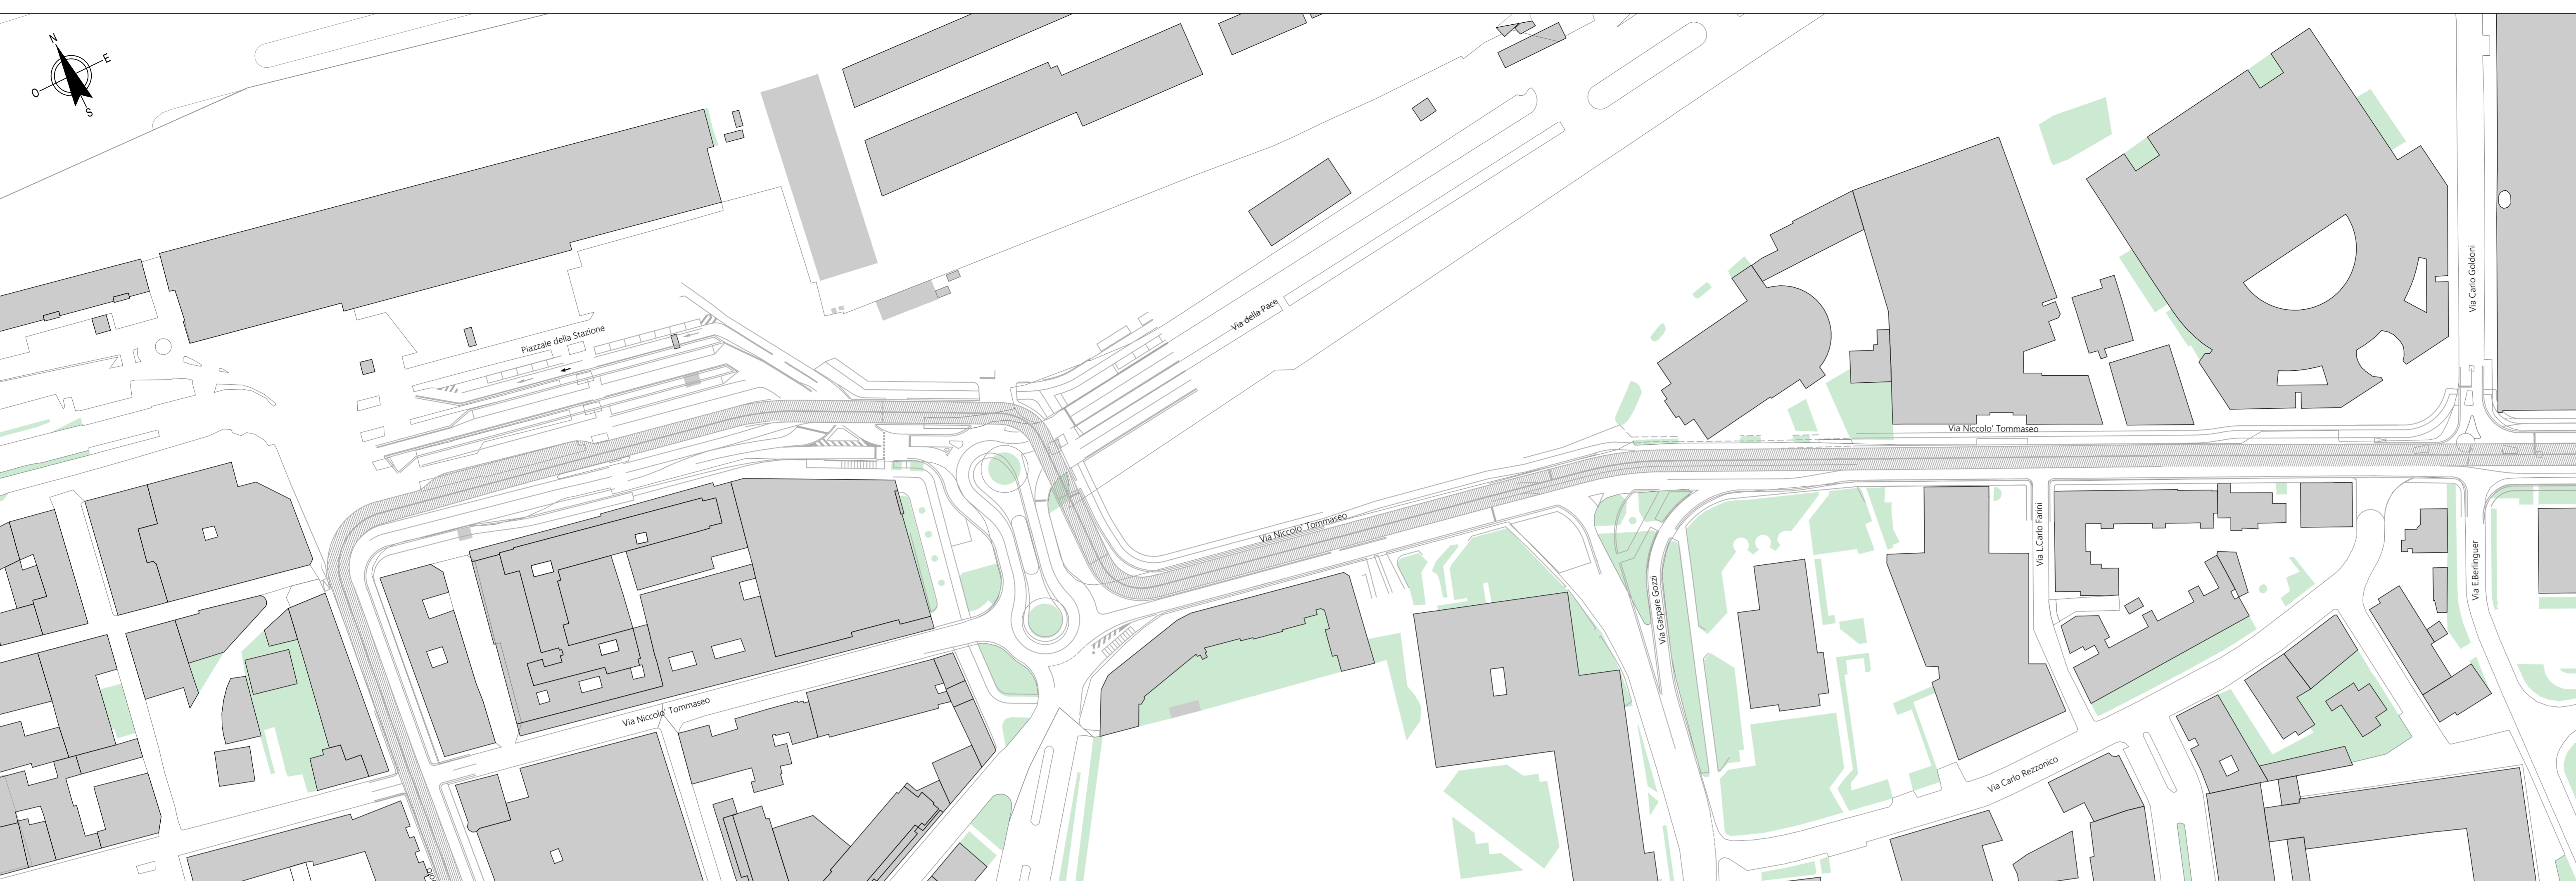 N
E
O
S
Via Carlo Goldoni
Piazzale della Stazione
Via della Pace
Via Niccolo' Tommaseo
Via Niccolo' Tommaseo
Via L.Carlo Farini
Via E.Berlinguer
Via Gaspare Gozzi
Via Niccolo' Tommaseo
Via Carlo Rezzonico